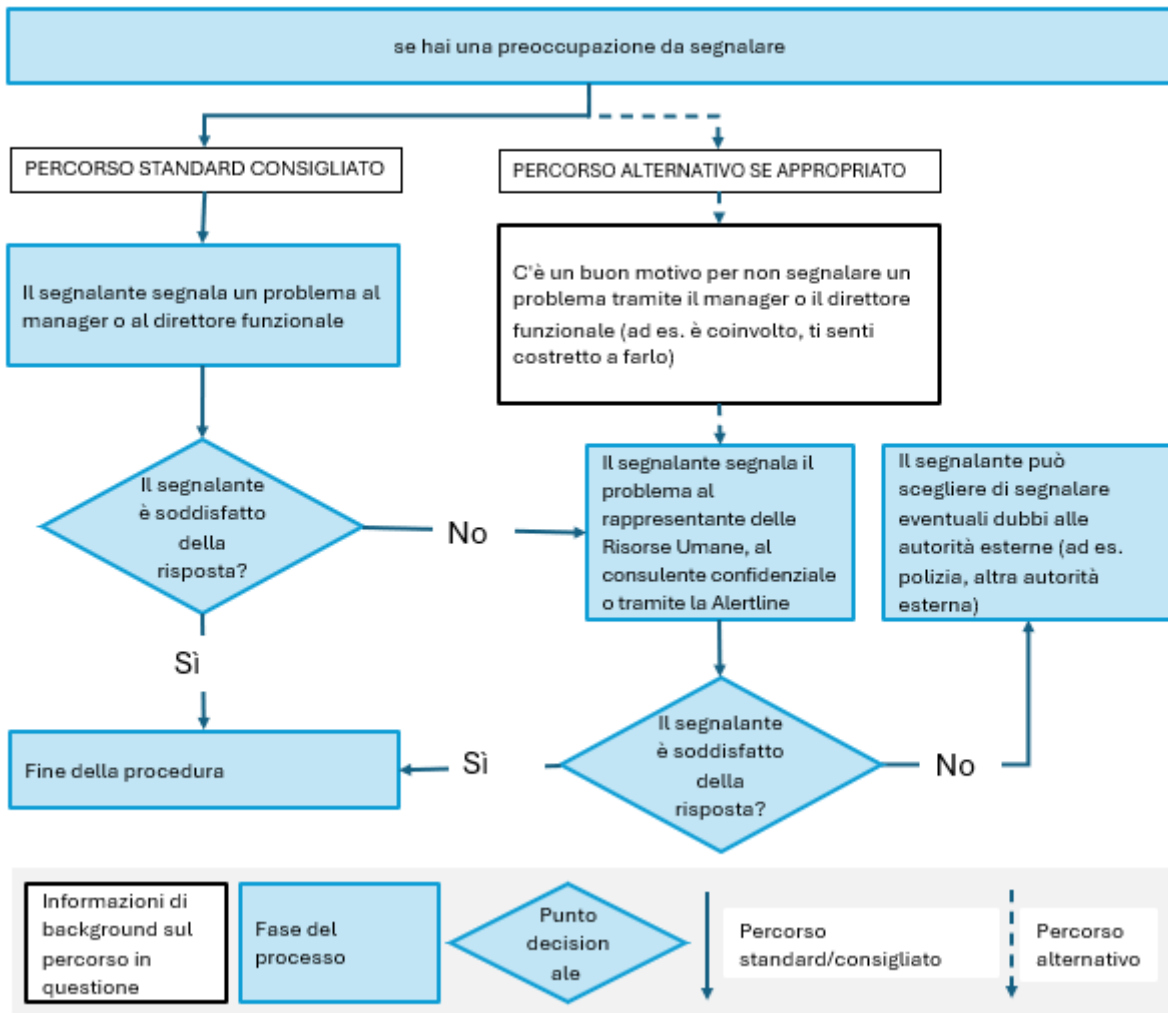 se hai una preoccupazione da segnalare
PERCORSO STANDARD CONSIGLIATO
PERCORSO ALTERNATIVO SE APPROPRIATO
Il segnalante segnala un problema al
manager o al direttore funzionale
C'è un buon motivo per non segnalare un
problema tramite il manager o il direttore
funzionale (ad es. è coinvolto, ti senti
costretto a farlo)
Il segnalante
è soddisfatto
della
risposta?
No
Il segnalante segnala il
problema al
rappresentante delle
Risorse Umane, al
consulente confidenziale
o tramite la Alertline
Il segnalante può
scegliere di segnalare
eventuali dubbi alle
autorità esterne (ad es.
polizia, altra autorità
esterna)
Sì
Fine della procedura
Sì
Il segnalante
è soddisfatto
della
risposta?
No
Informazioni di
background sul
percorso in
questione
Fase del
processo
Punto
decision
ale
Percorso
standard/consigliato
Percorso
alternativo